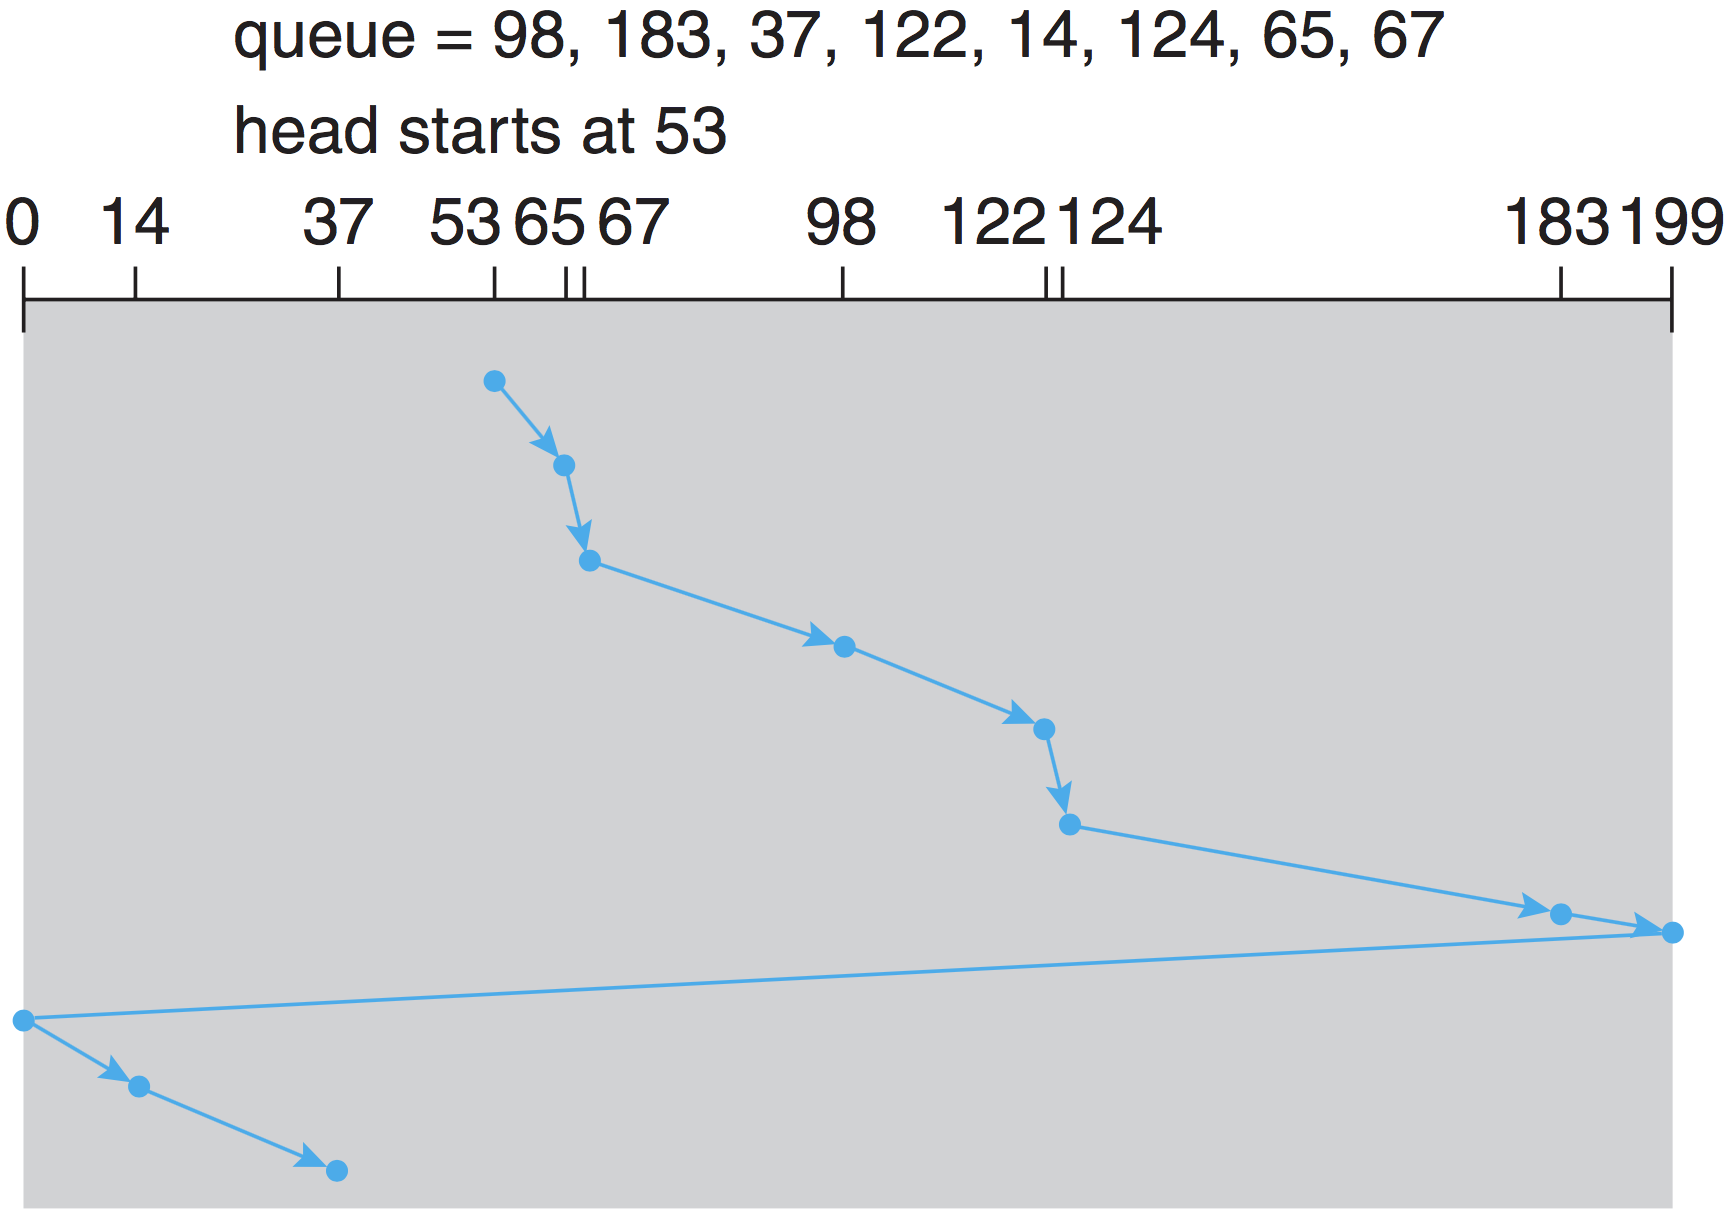 queue = 98, 183, 37, 122, 14, 124, 65, 67
head starts at 53
0 14 37 53 65 67 98 122 124 183 199